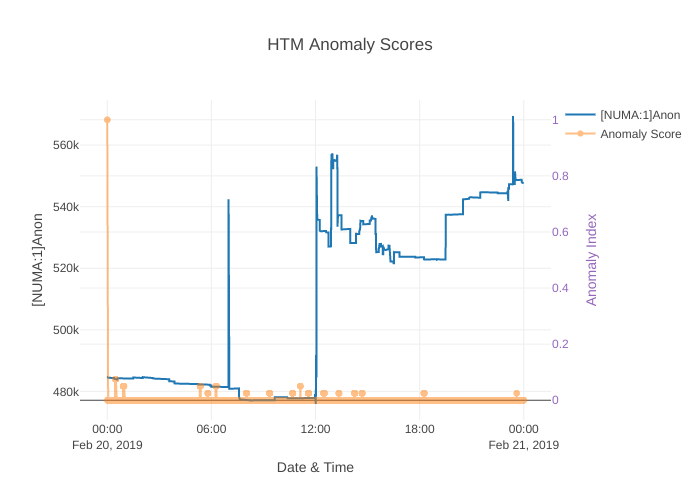 HTM Anomaly Scores
[NUMA:1]Anon
Anomaly Score
560k
540k
520k
500k
480k
[NUMA:1]Anon
1
0.8
0.6
0.4
0.2
0
Anomaly Index
00:00
Feb 20, 2019
06:00
12:00
18:00
00:00
Feb 21, 2019
Date & Time